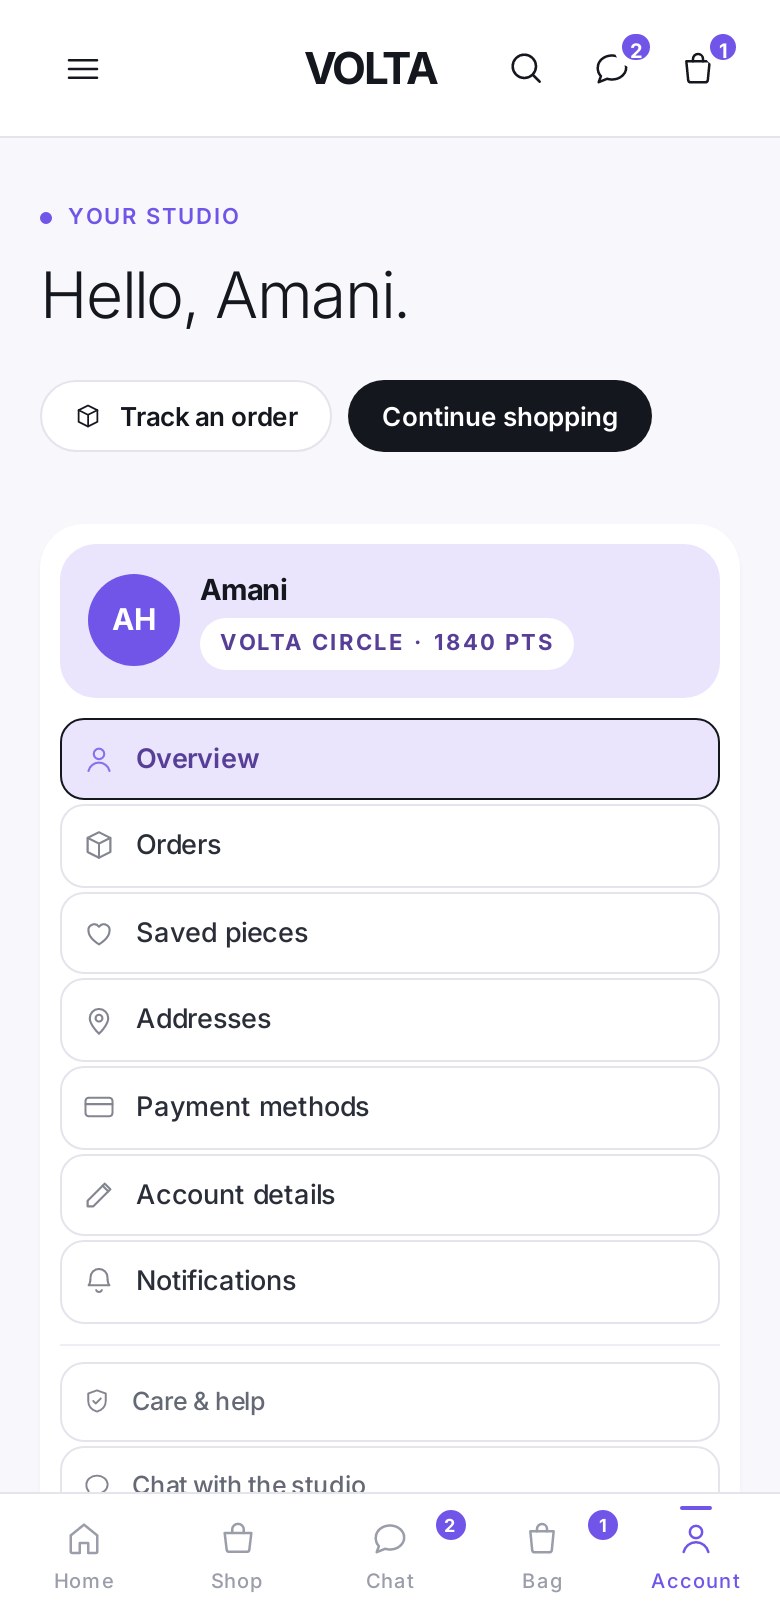 VOLTA
2
1
YOUR STUDIO
Hello, Amani.
Track an order
Continue shopping
AH
Amani
VOLTA CIRCLE · 1840 PTS
Overview
Orders
Saved pieces
Addresses
Payment methods
Account details
Notifications
Care & help
Chat with the studio
2
1
Home
Shop
Chat
Bag
Account